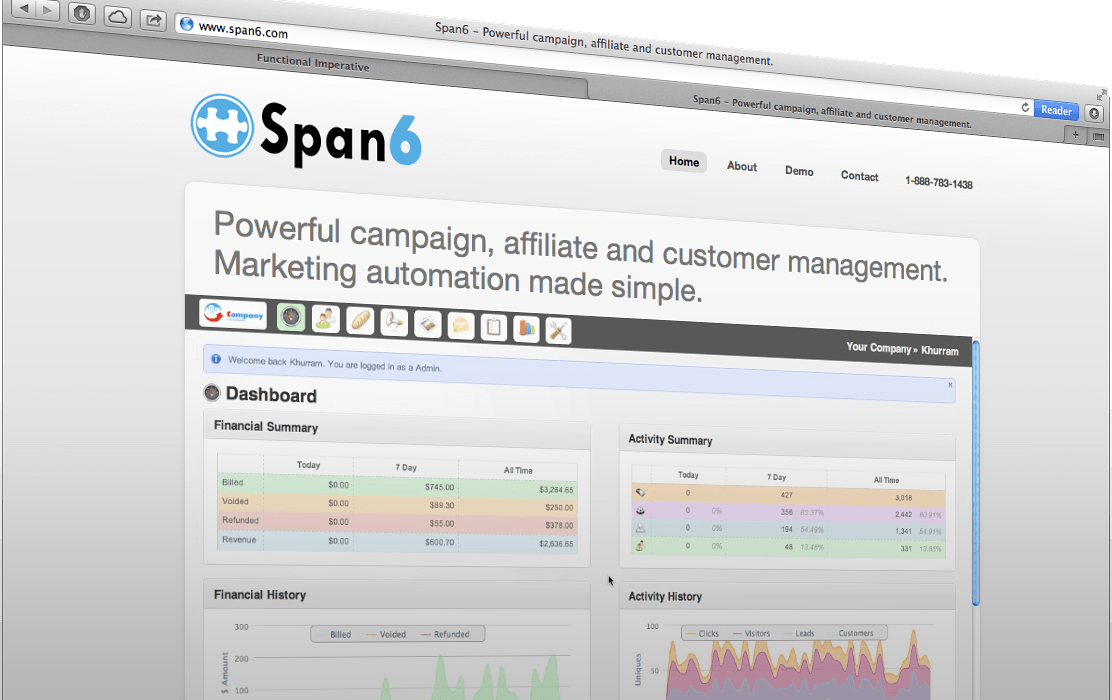 www.span6.com
Span6 – Powerful campaign, affiliate and customer management.
Reader
Functional Imperative
Span6 – Powerful campaign, affiliate and customer management.
Span6
Home
About
Demo
Contact
1-888-783-1438
Powerful campaign, affiliate and customer management.
Marketing automation made simple.
Company
Your Company » Khurram
Welcome back Khurram. You are logged in as a Admin.
Dashboard
Financial Summary
Today 7 Day All Time
Billed $0.00 $745.00 $3,264.65
Voided $0.00 $89.30 $250.00
Refunded $0.00 $55.00 $378.00
Revenue $0.00 $600.70 $2,636.65
Activity Summary
Today 7 Day All Time
0 427 3,018
0 0% 356 83.37% 2,442 80.91%
0 0% 194 54.49% 1,341 54.91%
0 0% 48 13.48% 331 13.55%
Financial History
300
Billed Voided Refunded
200
100
$ Amount
Activity History
100
Clicks Visitors Leads Customers
50
Uniques